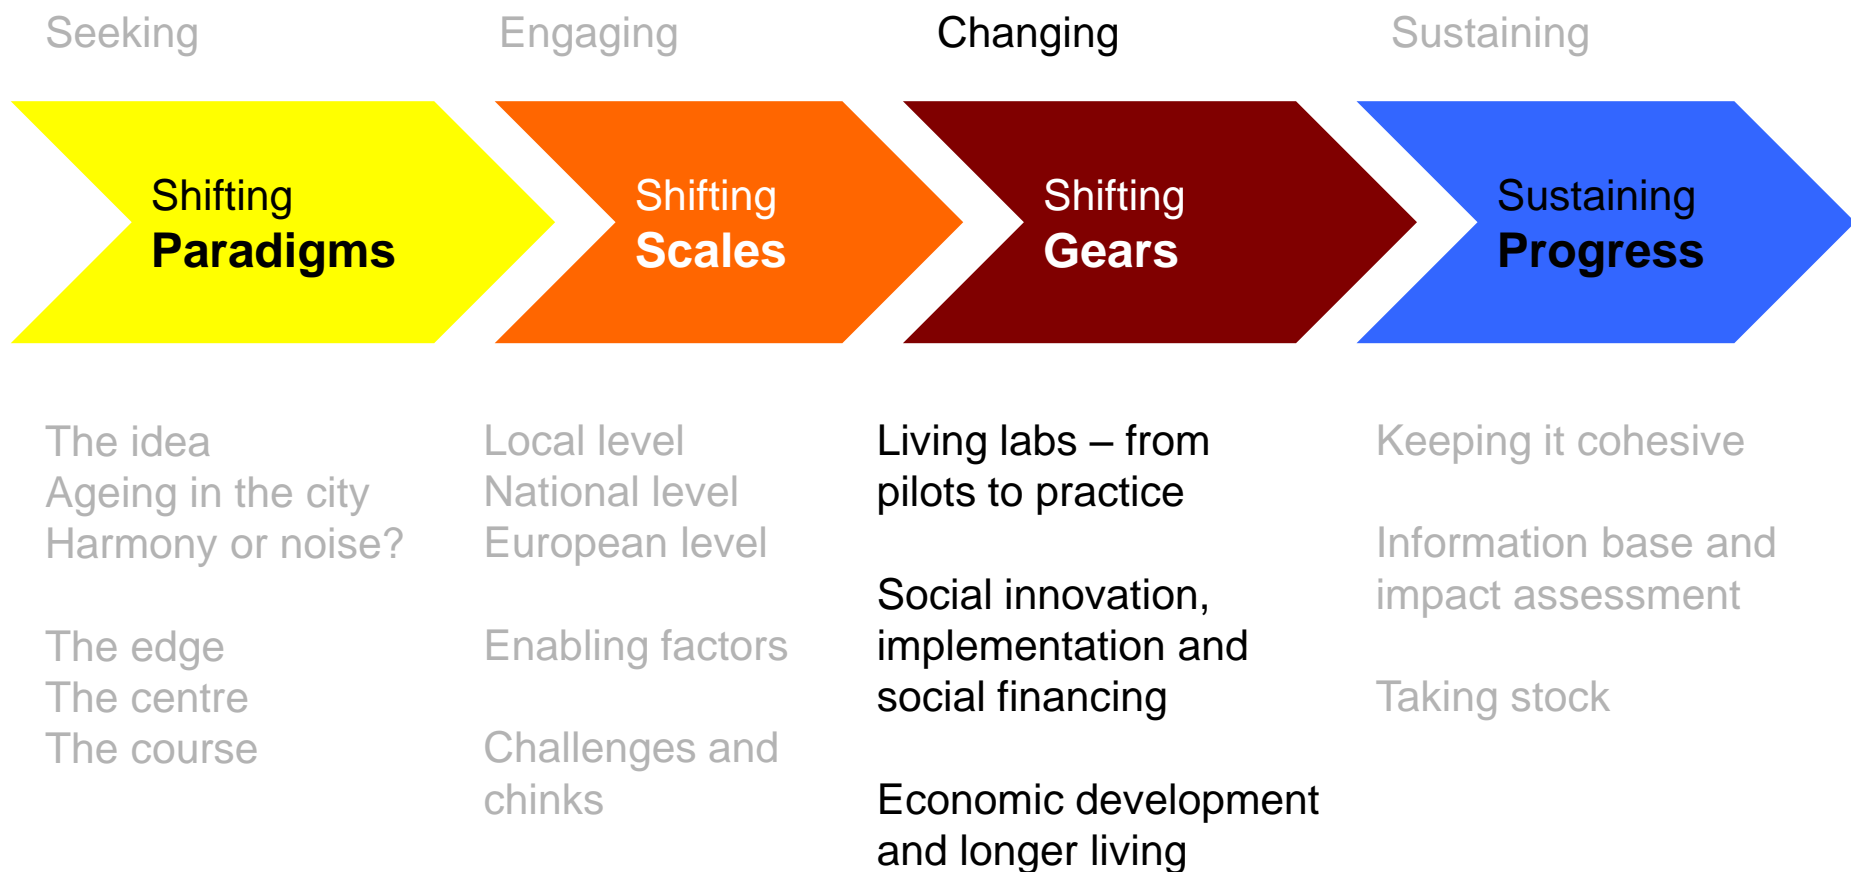 Seeking
Engaging
Changing
Sustaining
Shifting
Paradigms
Shifting
Scales
Shifting
Gears
Sustaining
Progress
The idea
Ageing in the city
Harmony or noise?
The edge
The centre
The course
Local level
National level
European level
Enabling factors
Challenges and
chinks
Living labs – from
pilots to practice
Social innovation,
implementation and
social financing
Economic development
and longer living
Keeping it cohesive
Information base and
impact assessment
Taking stock